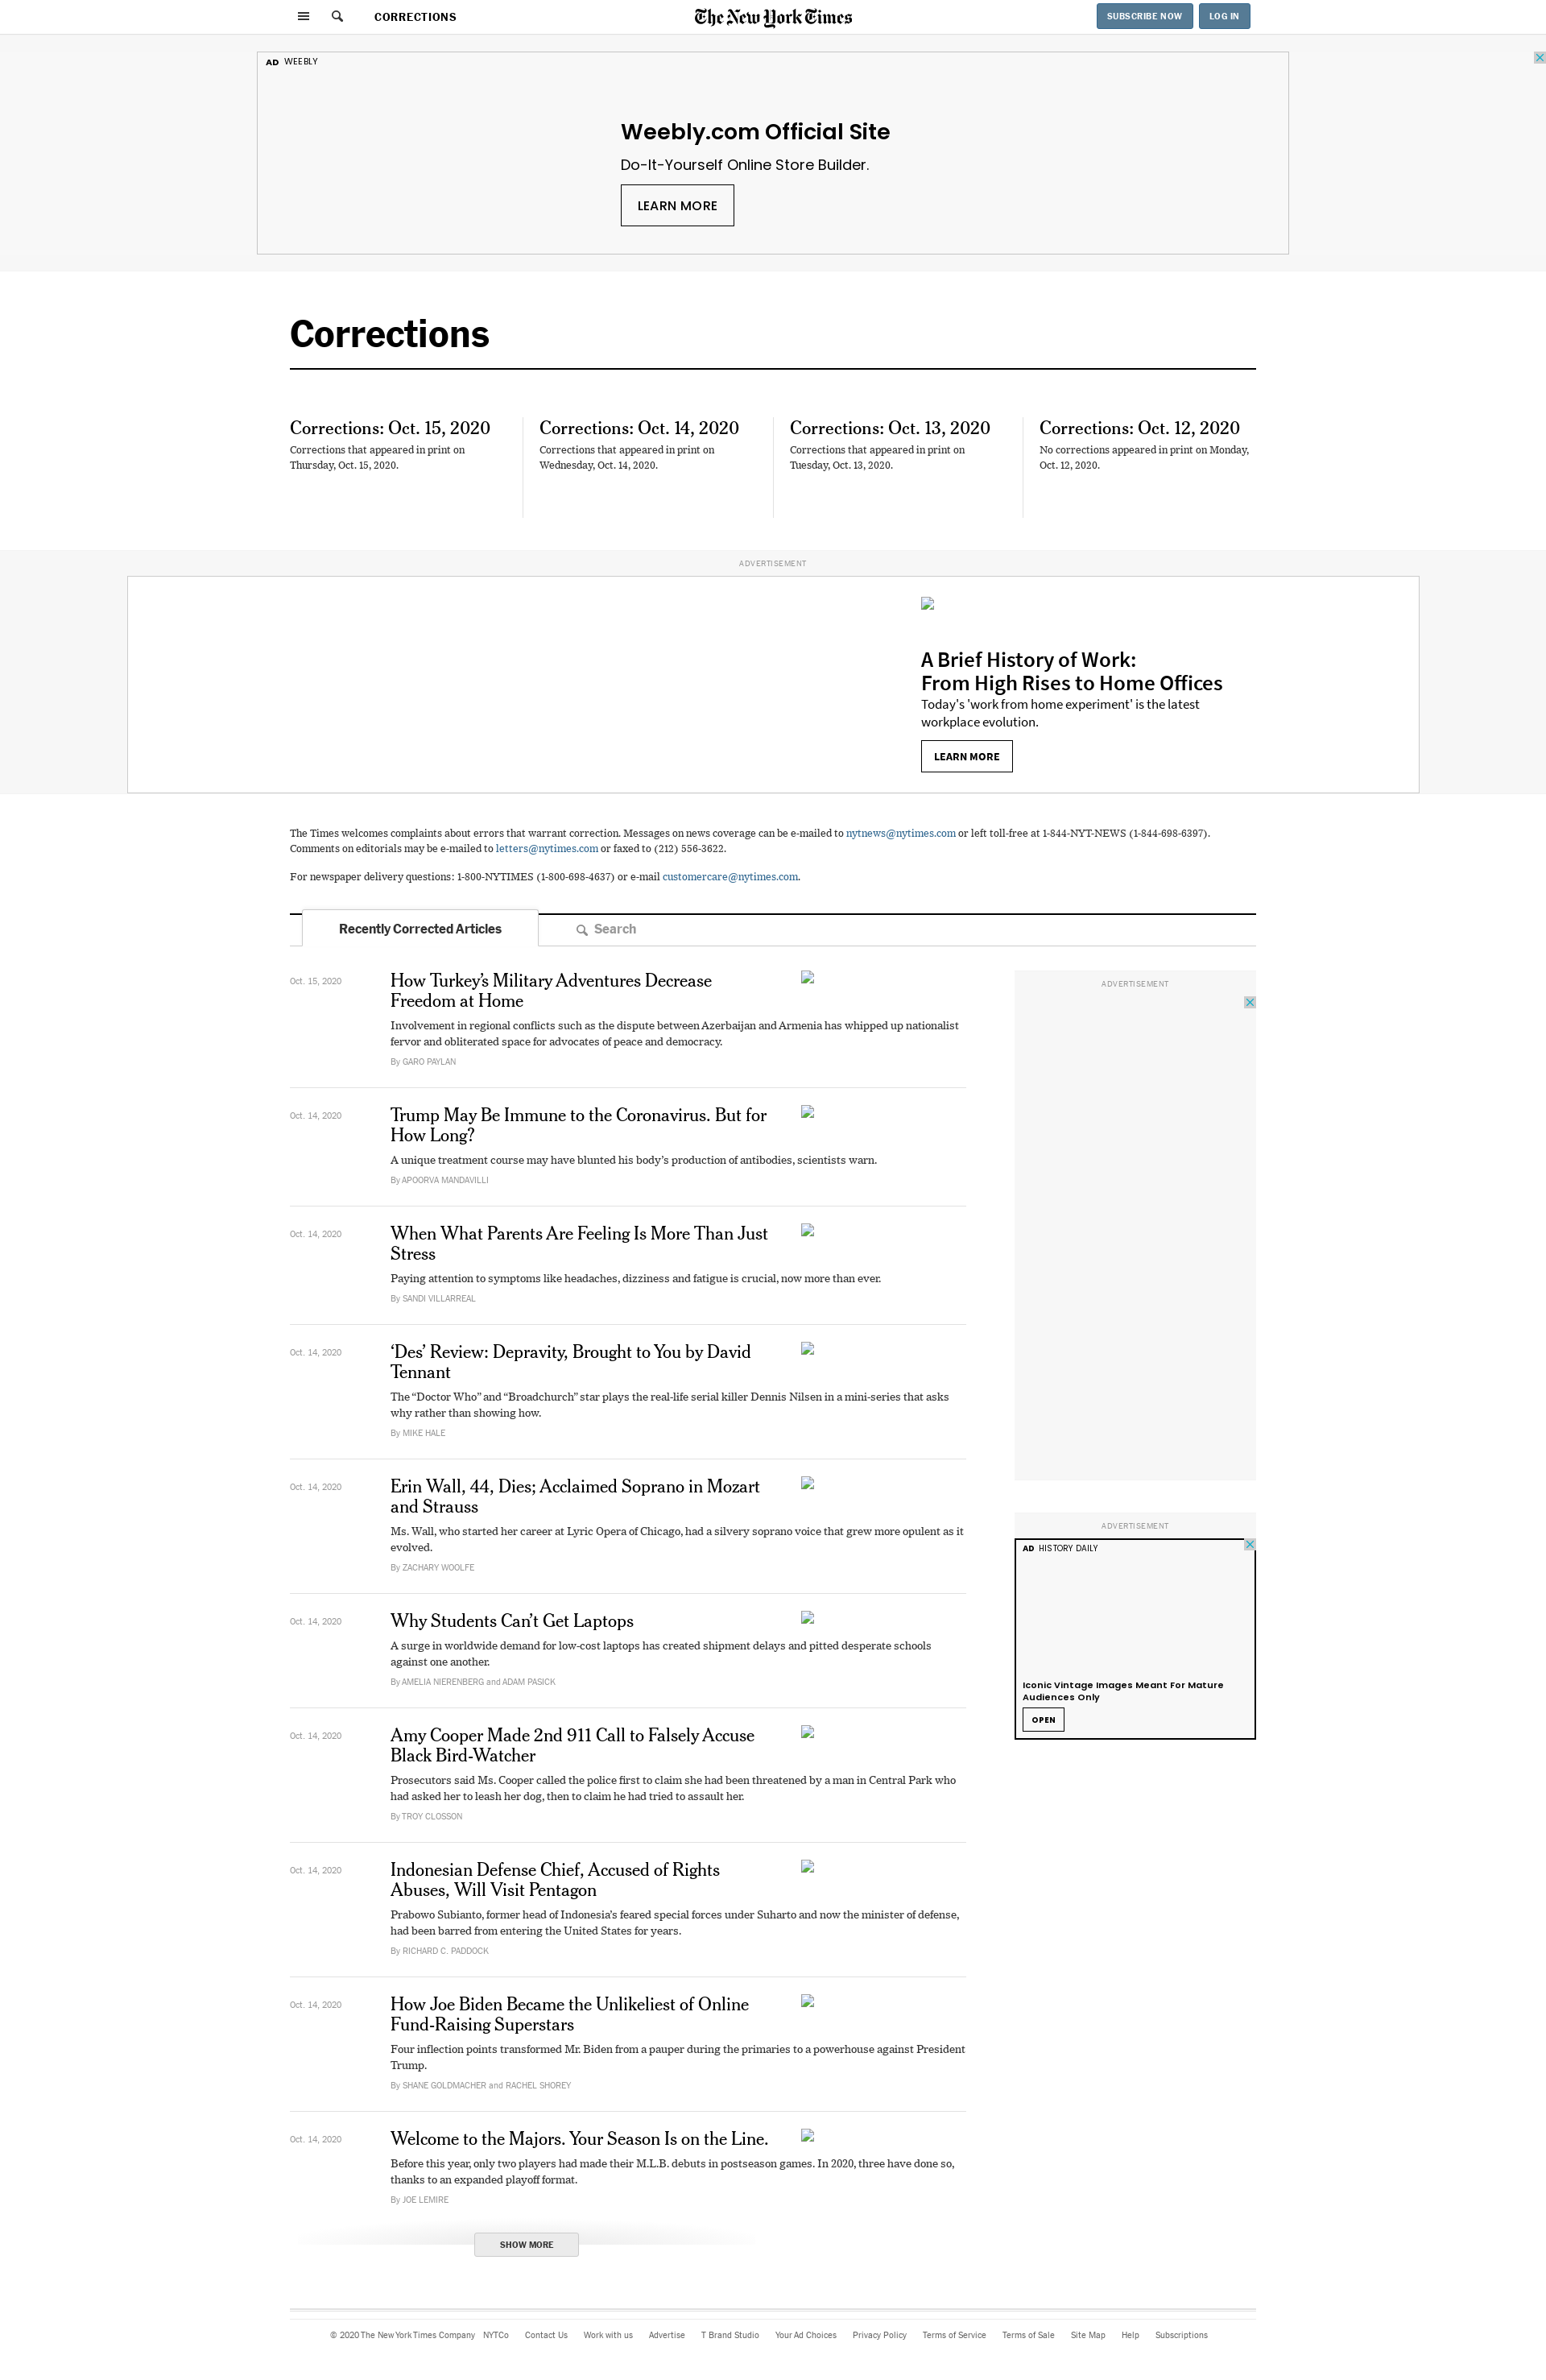 CORRECTIONS
The New York Times
SUBSCRIBE NOW
LOG IN
AD WEEBLY
Weebly.com Official Site
Do-It-Yourself Online Store Builder.
LEARN MORE
Corrections
Corrections: Oct. 15, 2020
Corrections that appeared in print on
Thursday, Oct. 15, 2020.
Corrections: Oct. 14, 2020
Corrections that appeared in print on
Wednesday, Oct. 14, 2020.
Corrections: Oct. 13, 2020
Corrections that appeared in print on
Tuesday, Oct. 13, 2020.
Corrections: Oct. 12, 2020
No corrections appeared in print on Monday,
Oct. 12, 2020.
ADVERTISEMENT
A Brief History of Work:
From High Rises to Home Offices
Today's 'work from home experiment' is the latest
workplace evolution.
LEARN MORE
The Times welcomes complaints about errors that warrant correction. Messages on news coverage can be e-mailed to nytnews@nytimes.com or left toll-free at 1-844-NYT-NEWS (1-844-698-6397).
Comments on editorials may be e-mailed to letters@nytimes.com or faxed to (212) 556-3622.
For newspaper delivery questions: 1-800-NYTIMES (1-800-698-4637) or e-mail customercare@nytimes.com.
Recently Corrected Articles
Search
Oct. 15, 2020
How Turkey’s Military Adventures Decrease
Freedom at Home
Involvement in regional conflicts such as the dispute between Azerbaijan and Armenia has whipped up nationalist
fervor and obliterated space for advocates of peace and democracy.
By GARO PAYLAN
Oct. 14, 2020
Trump May Be Immune to the Coronavirus. But for
How Long?
A unique treatment course may have blunted his body’s production of antibodies, scientists warn.
By APOORVA MANDAVILLI
Oct. 14, 2020
When What Parents Are Feeling Is More Than Just
Stress
Paying attention to symptoms like headaches, dizziness and fatigue is crucial, now more than ever.
By SANDI VILLARREAL
Oct. 14, 2020
‘Des’ Review: Depravity, Brought to You by David
Tennant
The “Doctor Who” and “Broadchurch” star plays the real-life serial killer Dennis Nilsen in a mini-series that asks
why rather than showing how.
By MIKE HALE
Oct. 14, 2020
Erin Wall, 44, Dies; Acclaimed Soprano in Mozart
and Strauss
Ms. Wall, who started her career at Lyric Opera of Chicago, had a silvery soprano voice that grew more opulent as it
evolved.
By ZACHARY WOOLFE
Oct. 14, 2020
Why Students Can’t Get Laptops
A surge in worldwide demand for low-cost laptops has created shipment delays and pitted desperate schools
against one another.
By AMELIA NIERENBERG and ADAM PASICK
Oct. 14, 2020
Amy Cooper Made 2nd 911 Call to Falsely Accuse
Black Bird-Watcher
Prosecutors said Ms. Cooper called the police first to claim she had been threatened by a man in Central Park who
had asked her to leash her dog, then to claim he had tried to assault her.
By TROY CLOSSON
Oct. 14, 2020
Indonesian Defense Chief, Accused of Rights
Abuses, Will Visit Pentagon
Prabowo Subianto, former head of Indonesia’s feared special forces under Suharto and now the minister of defense,
had been barred from entering the United States for years.
By RICHARD C. PADDOCK
Oct. 14, 2020
How Joe Biden Became the Unlikeliest of Online
Fund-Raising Superstars
Four inflection points transformed Mr. Biden from a pauper during the primaries to a powerhouse against President
Trump.
By SHANE GOLDMACHER and RACHEL SHOREY
Oct. 14, 2020
Welcome to the Majors. Your Season Is on the Line.
Before this year, only two players had made their M.L.B. debuts in postseason games. In 2020, three have done so,
thanks to an expanded playoff format.
By JOE LEMIRE
SHOW MORE
ADVERTISEMENT
ADVERTISEMENT
AD HISTORY DAILY
Iconic Vintage Images Meant For Mature
Audiences Only
OPEN
© 2020 The New York Times Company NYTCo Contact Us Work with us Advertise T Brand Studio Your Ad Choices Privacy Policy Terms of Service Terms of Sale Site Map Help Subscriptions